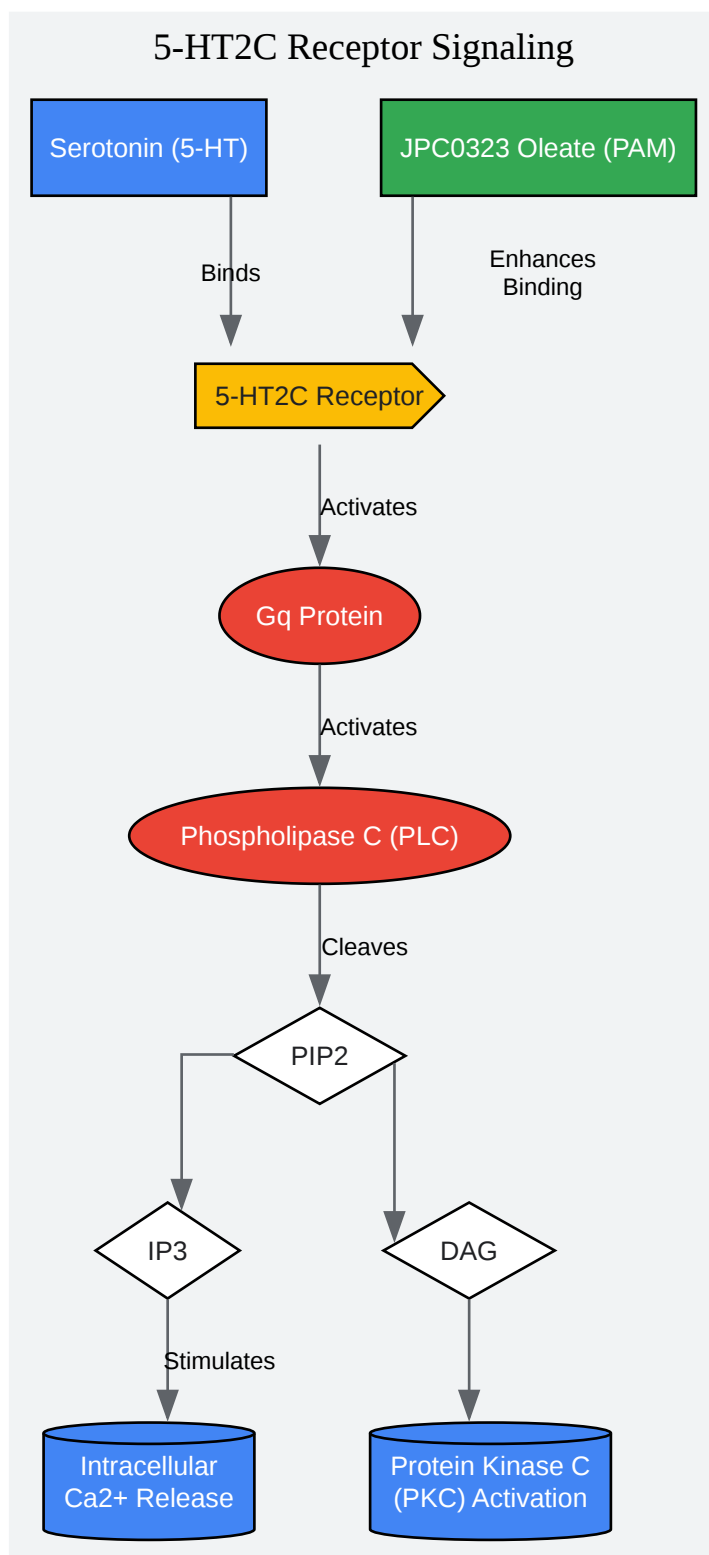 5-HT2C Receptor Signaling
Serotonin (5-HT)
JPC0323 Oleate (PAM)
Binds
Enhances
Binding
5-HT2C Receptor
Activates
Gq Protein
Activates
Phospholipase C (PLC)
Cleaves
PIP2
IP3
DAG
Stimulates
Intracellular
Ca2+ Release
Protein Kinase C
(PKC) Activation